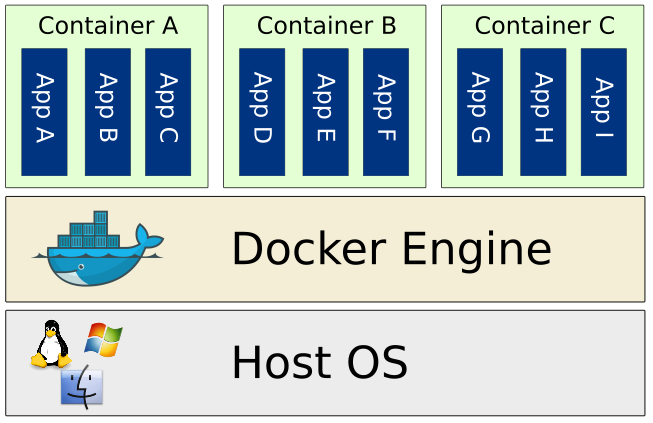 Container A
App A
App B
App C
Container B
App D
App E
App F
Container C
App G
App H
App I
Docker Engine
Host OS